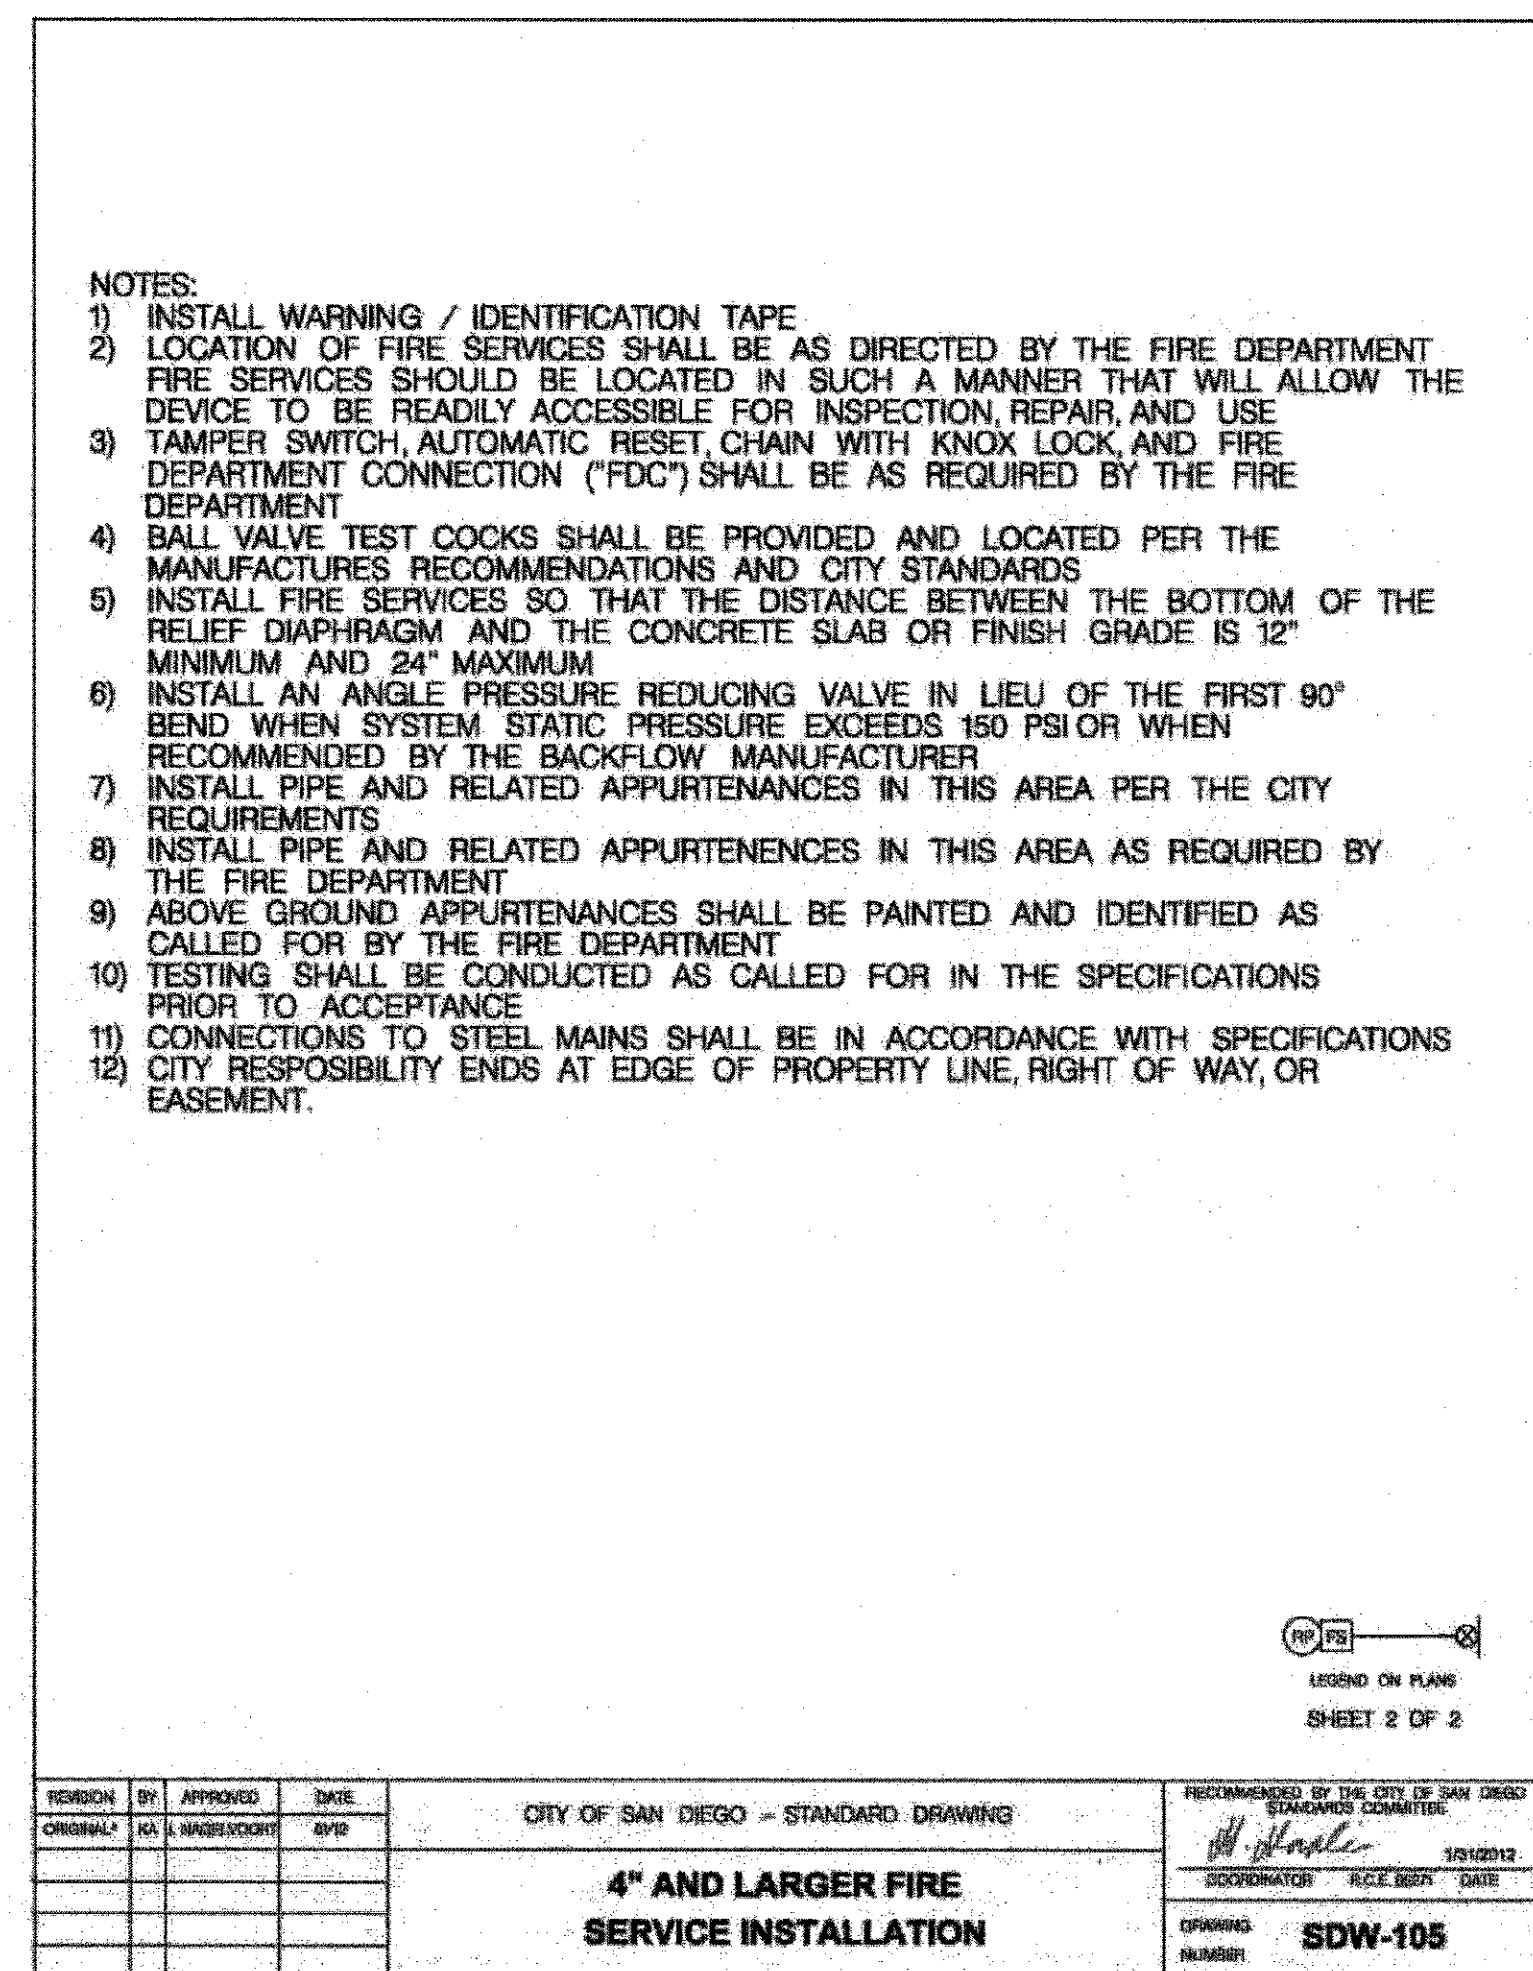 NOTES:
1) INSTALL WARNING / IDENTIFICATION TAPE
2) LOCATION OF FIRE SERVICES SHALL BE AS DIRECTED BY THE FIRE DEPARTMENT
FIRE SERVICES SHOULD BE LOCATED IN SUCH A MANNER THAT WILL ALLOW THE
DEVICE TO BE READILY ACCESSIBLE FOR INSPECTION, REPAIR, AND USE
3) TAMPER SWITCH, AUTOMATIC RESET, CHAIN WITH KNOX LOCK, AND FIRE
DEPARTMENT CONNECTION ("FDC") SHALL BE AS REQUIRED BY THE FIRE
DEPARTMENT
4) BALL VALVE TEST COCKS SHALL BE PROVIDED AND LOCATED PER THE
MANUFACTURES RECOMMENDATIONS AND CITY STANDARDS
5) INSTALL FIRE SERVICES SO THAT THE DISTANCE BETWEEN THE BOTTOM OF THE
RELIEF DIAPHRAGM AND THE CONCRETE SLAB OR FINISH GRADE IS 12"
MINIMUM AND 24" MAXIMUM
6) INSTALL AN ANGLE PRESSURE REDUCING VALVE IN LIEU OF THE FIRST 90°
BEND WHEN SYSTEM STATIC PRESSURE EXCEEDS 150 PSI OR WHEN
RECOMMENDED BY THE BACKFLOW MANUFACTURER
7) INSTALL PIPE AND RELATED APPURTENANCES IN THIS AREA PER THE CITY
REQUIREMENTS
8) INSTALL PIPE AND RELATED APPURTENENCES IN THIS AREA AS REQUIRED BY
THE FIRE DEPARTMENT
9) ABOVE GROUND APPURTENANCES SHALL BE PAINTED AND IDENTIFIED AS
CALLED FOR BY THE FIRE DEPARTMENT
10) TESTING SHALL BE CONDUCTED AS CALLED FOR IN THE SPECIFICATIONS
PRIOR TO ACCEPTANCE
11) CONNECTIONS TO STEEL MAINS SHALL BE IN ACCORDANCE WITH SPECIFICATIONS
12) CITY RESPOSIBILITY ENDS AT EDGE OF PROPERTY LINE, RIGHT OF WAY, OR
EASEMENT.
RP FS
LEGEND ON PLANS
SHEET 2 OF 2
REVISION BY APPROVED DATE
ORIGINAL* KA J. NAGELVOORT 01/12
CITY OF SAN DIEGO - STANDARD DRAWING
4" AND LARGER FIRE
SERVICE INSTALLATION
RECOMMENDED BY THE CITY OF SAN DIEGO
STANDARDS COMMITTEE
1/31/2012
COORDINATOR R.C.E. DATE
DRAWING
NUMBER
SDW-105